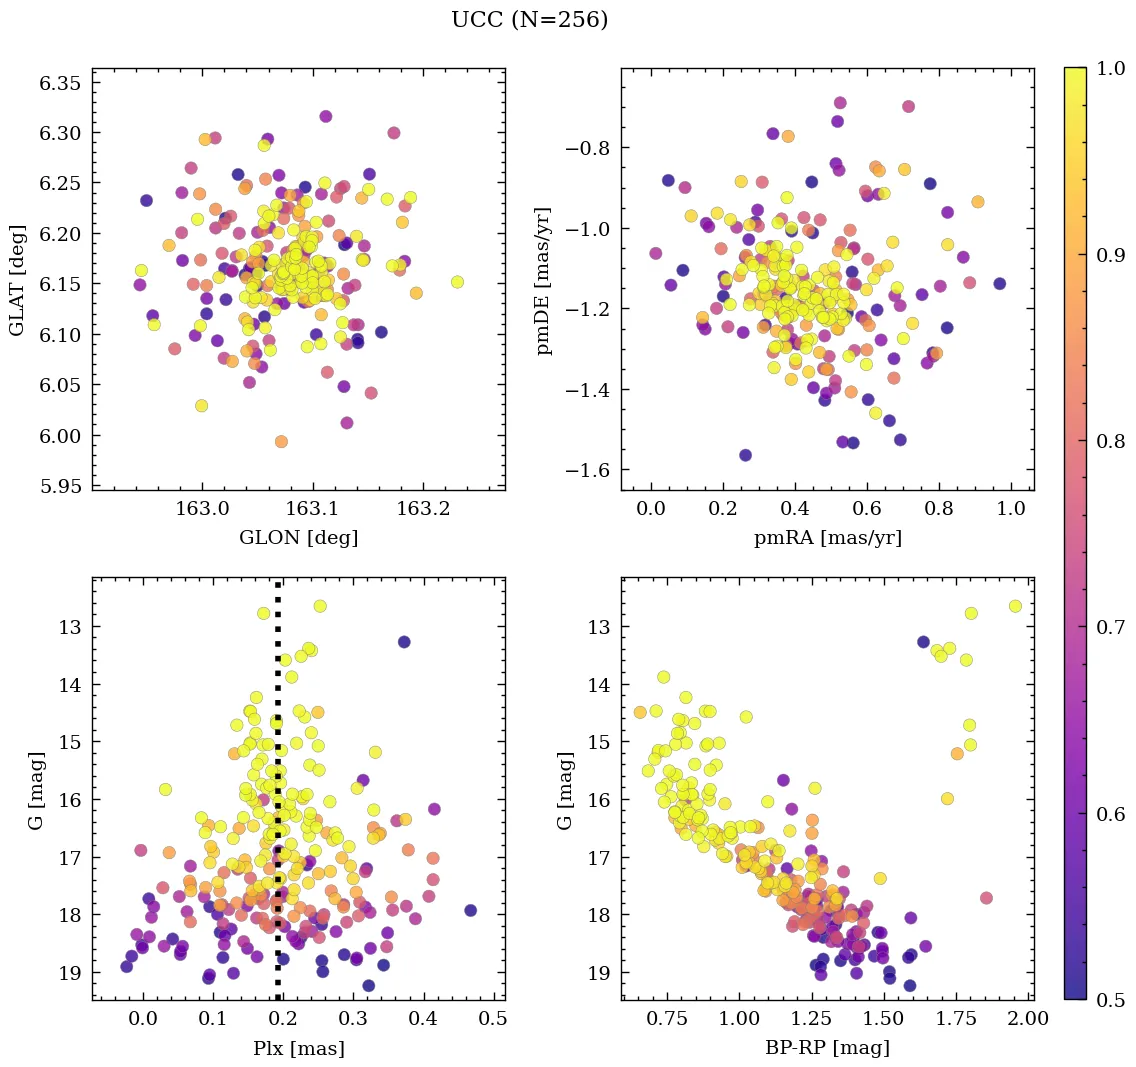 UCC (N=256)
6.35
6.30
6.25
6.20
6.15
6.10
6.05
6.00
5.95
GLAT [deg]
163.0 163.1 163.2
GLON [deg]
−0.8
−1.0
−1.2
−1.4
−1.6
pmDE [mas/yr]
0.0 0.2 0.4 0.6 0.8 1.0
pmRA [mas/yr]
13
14
15
16
17
18
19
G [mag]
0.0 0.1 0.2 0.3 0.4 0.5
Plx [mas]
13
14
15
16
17
18
19
G [mag]
0.75 1.00 1.25 1.50 1.75 2.00
BP-RP [mag]
1.0
0.9
0.8
0.7
0.6
0.5